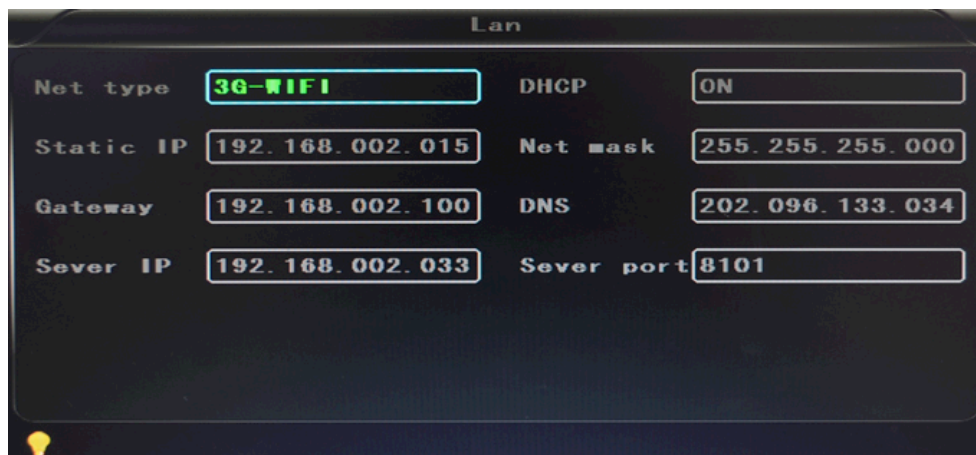 Lan
Net type 3G-WIFI DHCP ON
Static IP 192.168.002.015 Net mask 255.255.255.000
Gateway 192.168.002.100 DNS 202.096.133.034
Sever IP 192.168.002.033 Sever port 8101